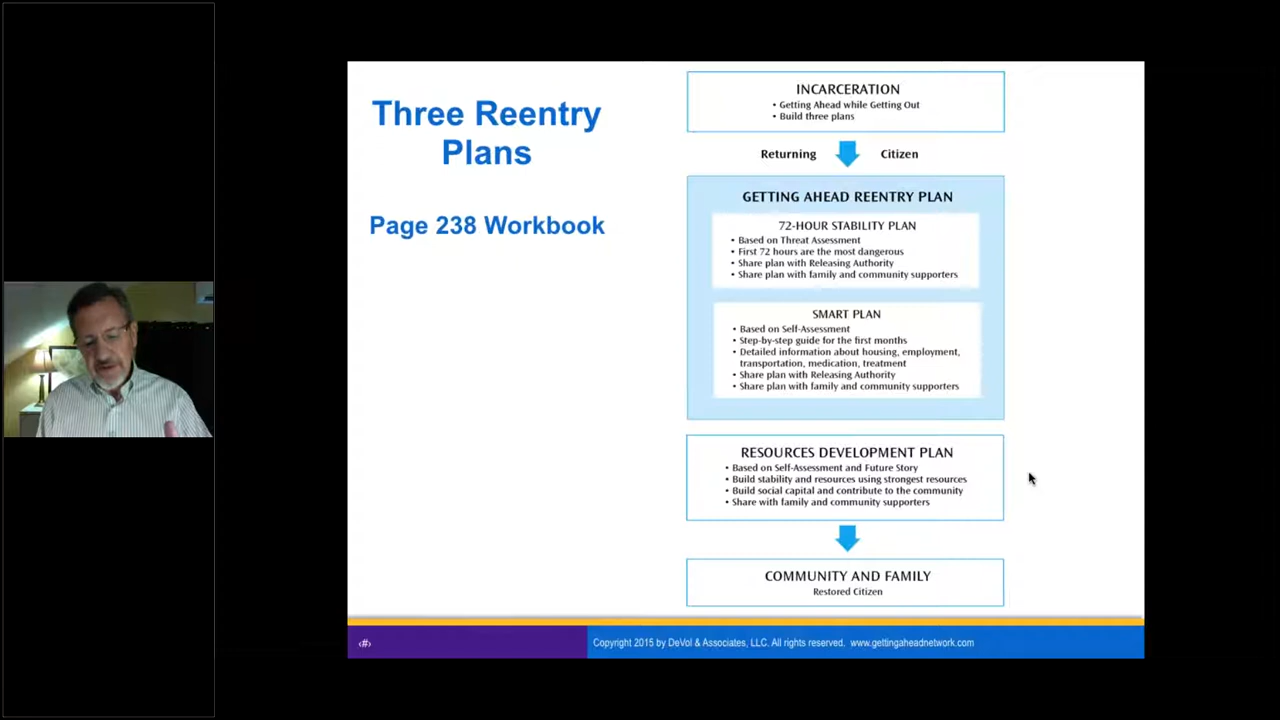 Three Reentry
Plans
Page 238 Workbook
INCARCERATION
• Getting Ahead while Getting Out
• Build three plans
Returning Citizen
GETTING AHEAD REENTRY PLAN
72-HOUR STABILITY PLAN
• Based on Threat Assessment
• First 72 hours are the most dangerous
• Share plan with Releasing Authority
• Share plan with family and community supporters
SMART PLAN
• Based on Self-Assessment
• Step-by-step guide for the first months
• Detailed information about housing, employment,
transportation, medication, treatment
• Share plan with Releasing Authority
• Share plan with family and community supporters
RESOURCES DEVELOPMENT PLAN
• Based on Self-Assessment and Future Story
• Build stability and resources using strongest resources
• Build social capital and contribute to the community
• Share with family and community supporters
COMMUNITY AND FAMILY
Restored Citizen
‹#›
Copyright 2015 by DeVol & Associates, LLC. All rights reserved. www.gettingaheadnetwork.com